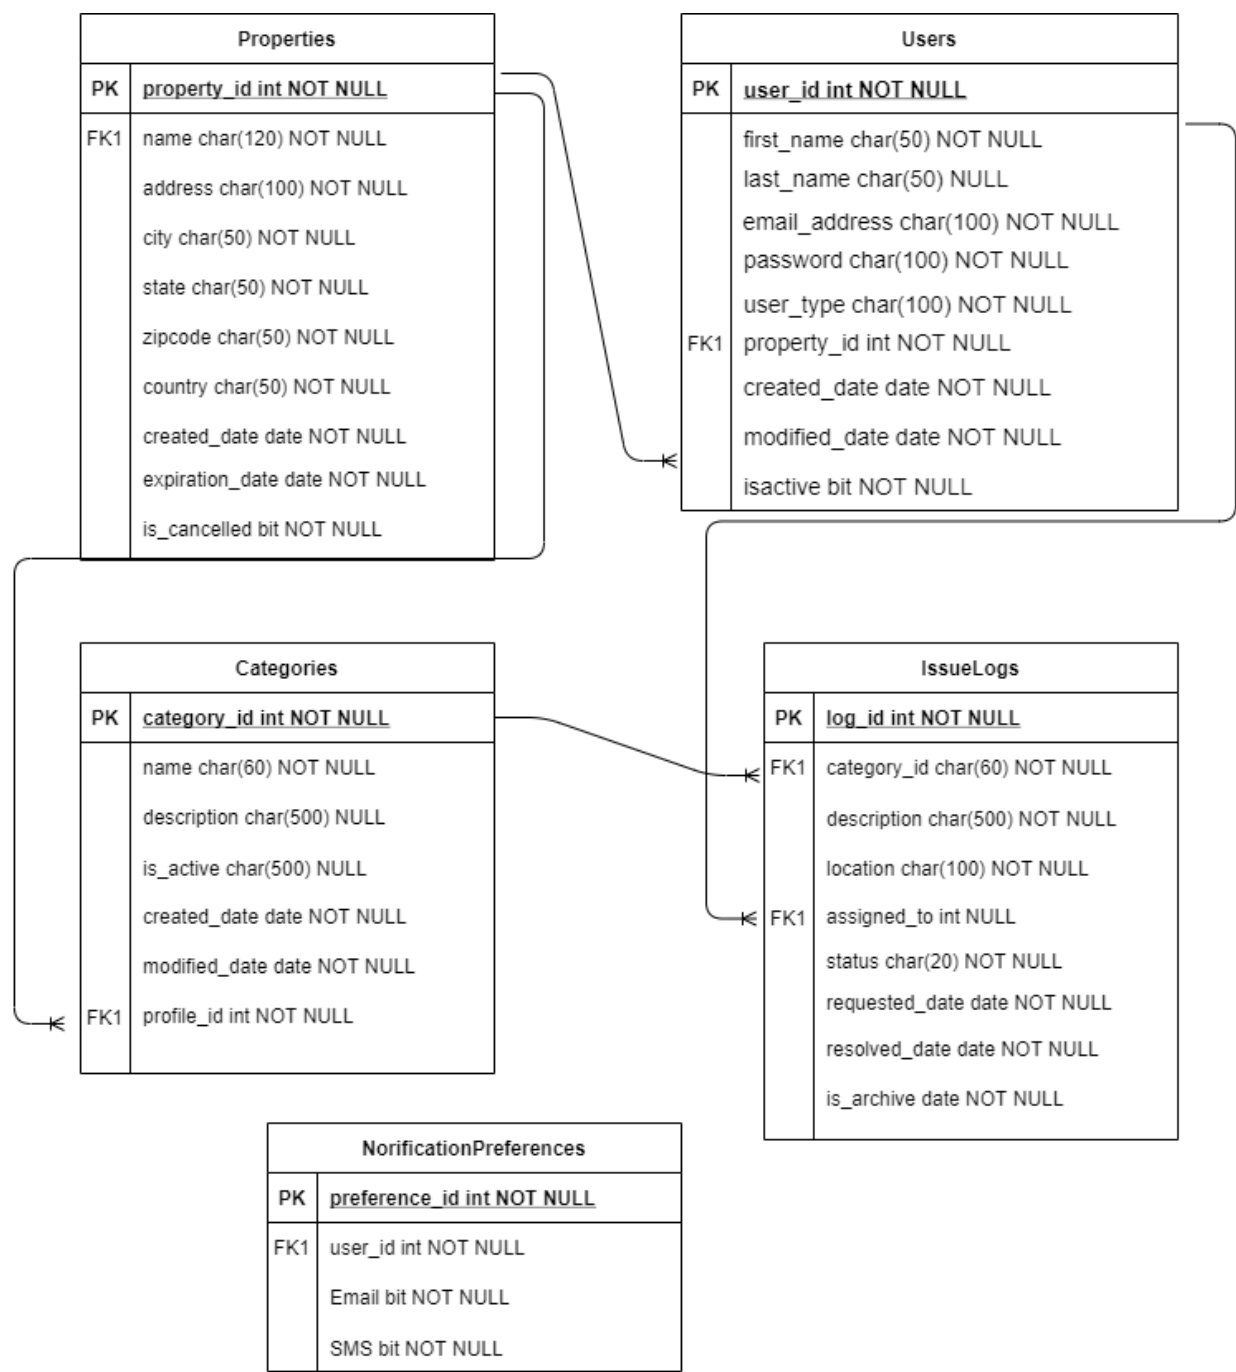 Properties
PK property_id int NOT NULL
FK1 name char(120) NOT NULL
address char(100) NOT NULL
city char(50) NOT NULL
state char(50) NOT NULL
zipcode char(50) NOT NULL
country char(50) NOT NULL
created_date date NOT NULL
expiration_date date NOT NULL
is_cancelled bit NOT NULL
Users
PK user_id int NOT NULL
first_name char(50) NOT NULL
last_name char(50) NULL
email_address char(100) NOT NULL
password char(100) NOT NULL
user_type char(100) NOT NULL
FK1 property_id int NOT NULL
created_date date NOT NULL
modified_date date NOT NULL
isactive bit NOT NULL
Categories
PK category_id int NOT NULL
name char(60) NOT NULL
description char(500) NULL
is_active char(500) NULL
created_date date NOT NULL
modified_date date NOT NULL
FK1 profile_id int NOT NULL
IssueLogs
PK log_id int NOT NULL
FK1 category_id char(60) NOT NULL
description char(500) NOT NULL
location char(100) NOT NULL
FK1 assigned_to int NULL
status char(20) NOT NULL
requested_date date NOT NULL
resolved_date date NOT NULL
is_archive date NOT NULL
NorificationPreferences
PK preference_id int NOT NULL
FK1 user_id int NOT NULL
Email bit NOT NULL
SMS bit NOT NULL